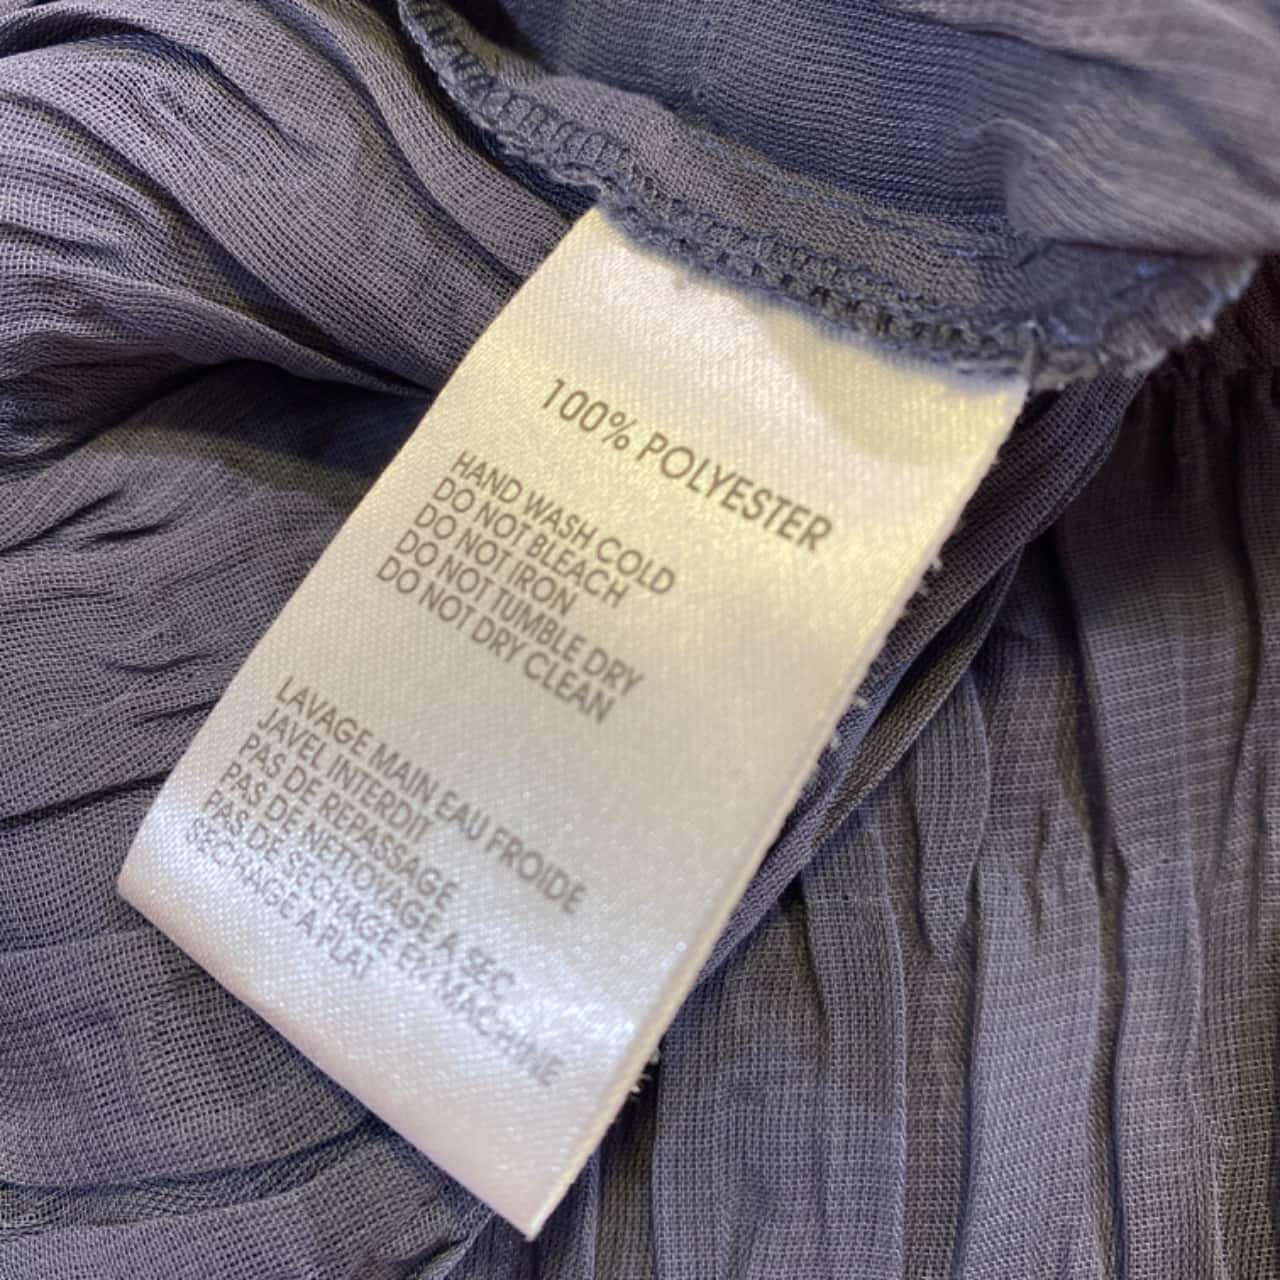 100% POLYESTER
HAND WASH COLD
DO NOT BLEACH
DO NOT IRON
DO NOT TUMBLE DRY
DO NOT DRY CLEAN
LAVAGE MAIN EAU FROIDE
JAVEL INTERDIT
PAS DE REPASSAGE
PAS DE NETTOYAGE A SEC
PAS DE SECHAGE EN MACHINE
SECHAGE A PLAT